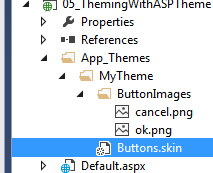 05_ThemingWithASPTheme
Properties
References
App_Themes
MyTheme
ButtonImages
cancel.png
ok.png
Buttons.skin
Default.aspx